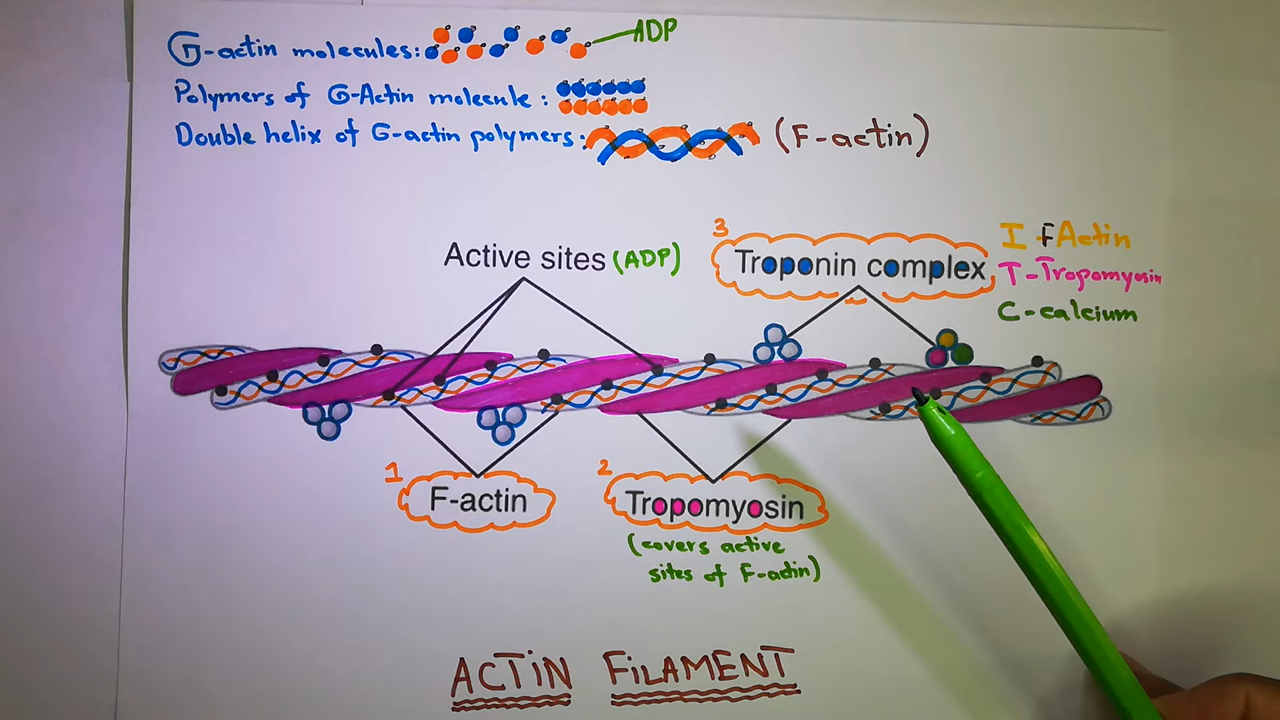 G-actin molecules: ADP
Polymers of G-Actin molecule:
Double helix of G-actin polymers: (F-actin)
Active sites (ADP)
3
Troponin complex
I fActin
T-Tropomyosin
C-calcium
1
F-actin
2
Tropomyosin
(covers active
sites of F-actin)
ACTiN FiLAMENT